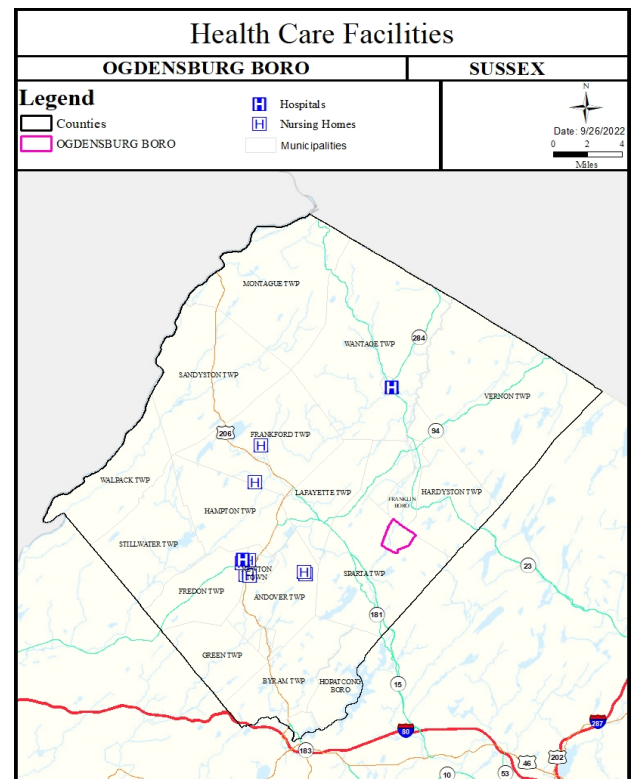 Health Care Facilities
OGDENSBURG BORO
SUSSEX
Legend
Counties
OGDENSBURG BORO
H Hospitals
H Nursing Homes
Municipalities
N
Date: 9/26/2022
0 2 4
Miles
MONTAGUE TWP
WANTAGE TWP
284
SANDYSTON TWP
H
VERNON TWP
206
FRANKFORD TWP
94
H
WALPACK TWP
H
LAFAYETTE TWP
HARDYSTON TWP
FRANKLIN
BORO
HAMPTON TWP
STILLWATER TWP
H
NEWTON
TOWN
H
SPARTA TWP
23
FREDON TWP
ANDOVER TWP
181
GREEN TWP
BYRAM TWP
HOPATCONG
BORO
15
80
287
183
46
202
10
53